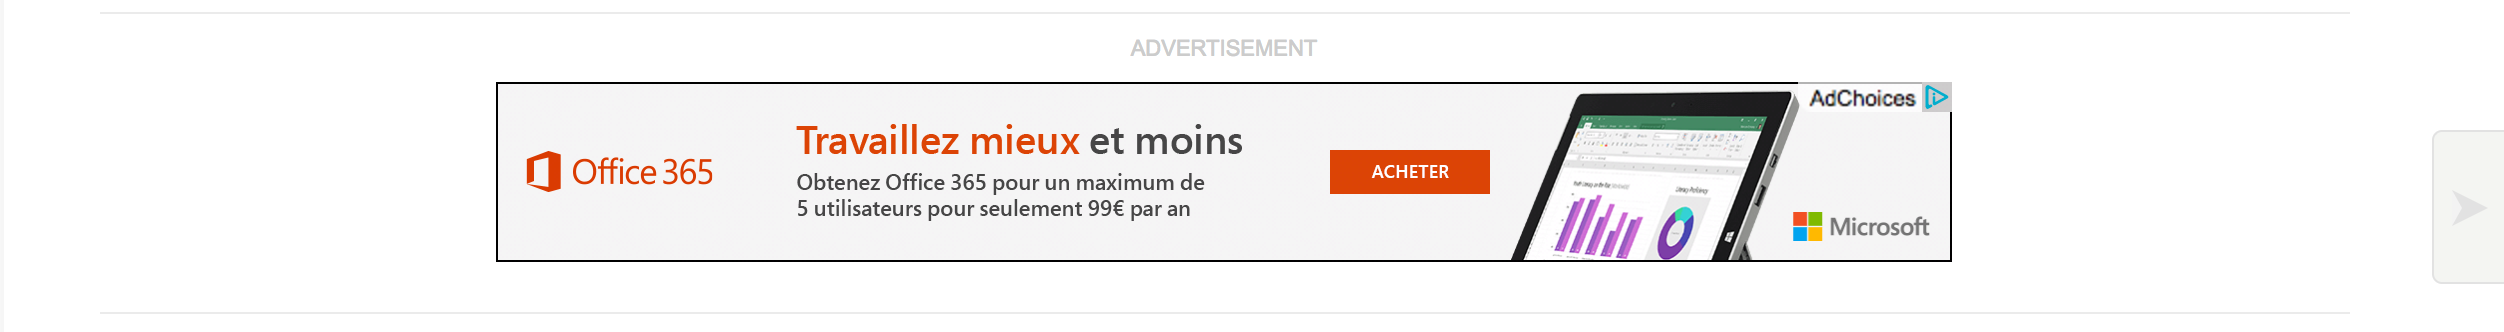 ADVERTISEMENT
AdChoices
Office 365
Travaillez mieux et moins
Obtenez Office 365 pour un maximum de
5 utilisateurs pour seulement 99€ par an
ACHETER
Microsoft